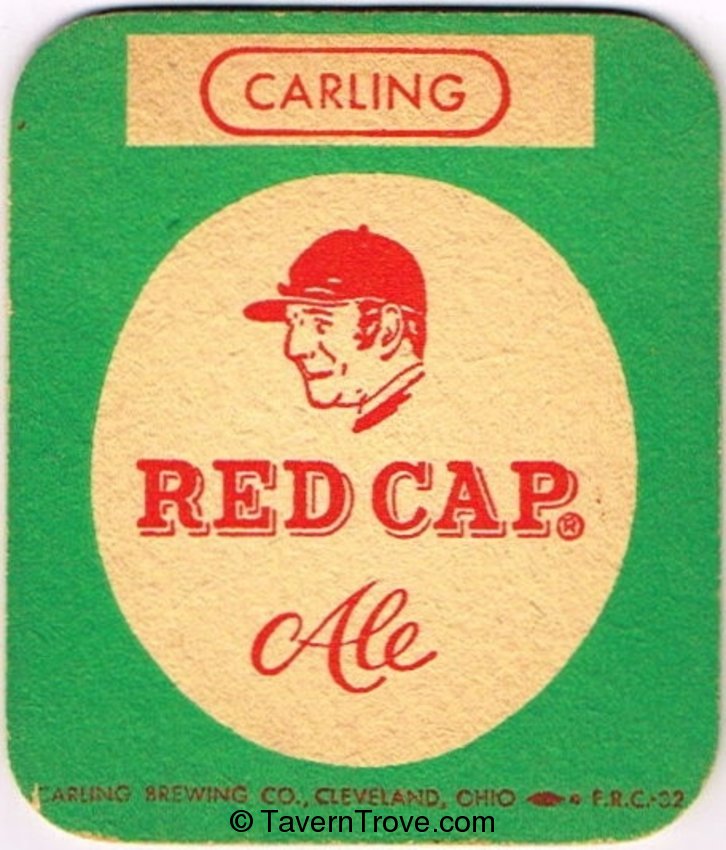 CARLING
RED CAP®
Ale
CARLING BREWING CO., CLEVELAND, OHIO F.R.C.-32
© TavernTrove.com